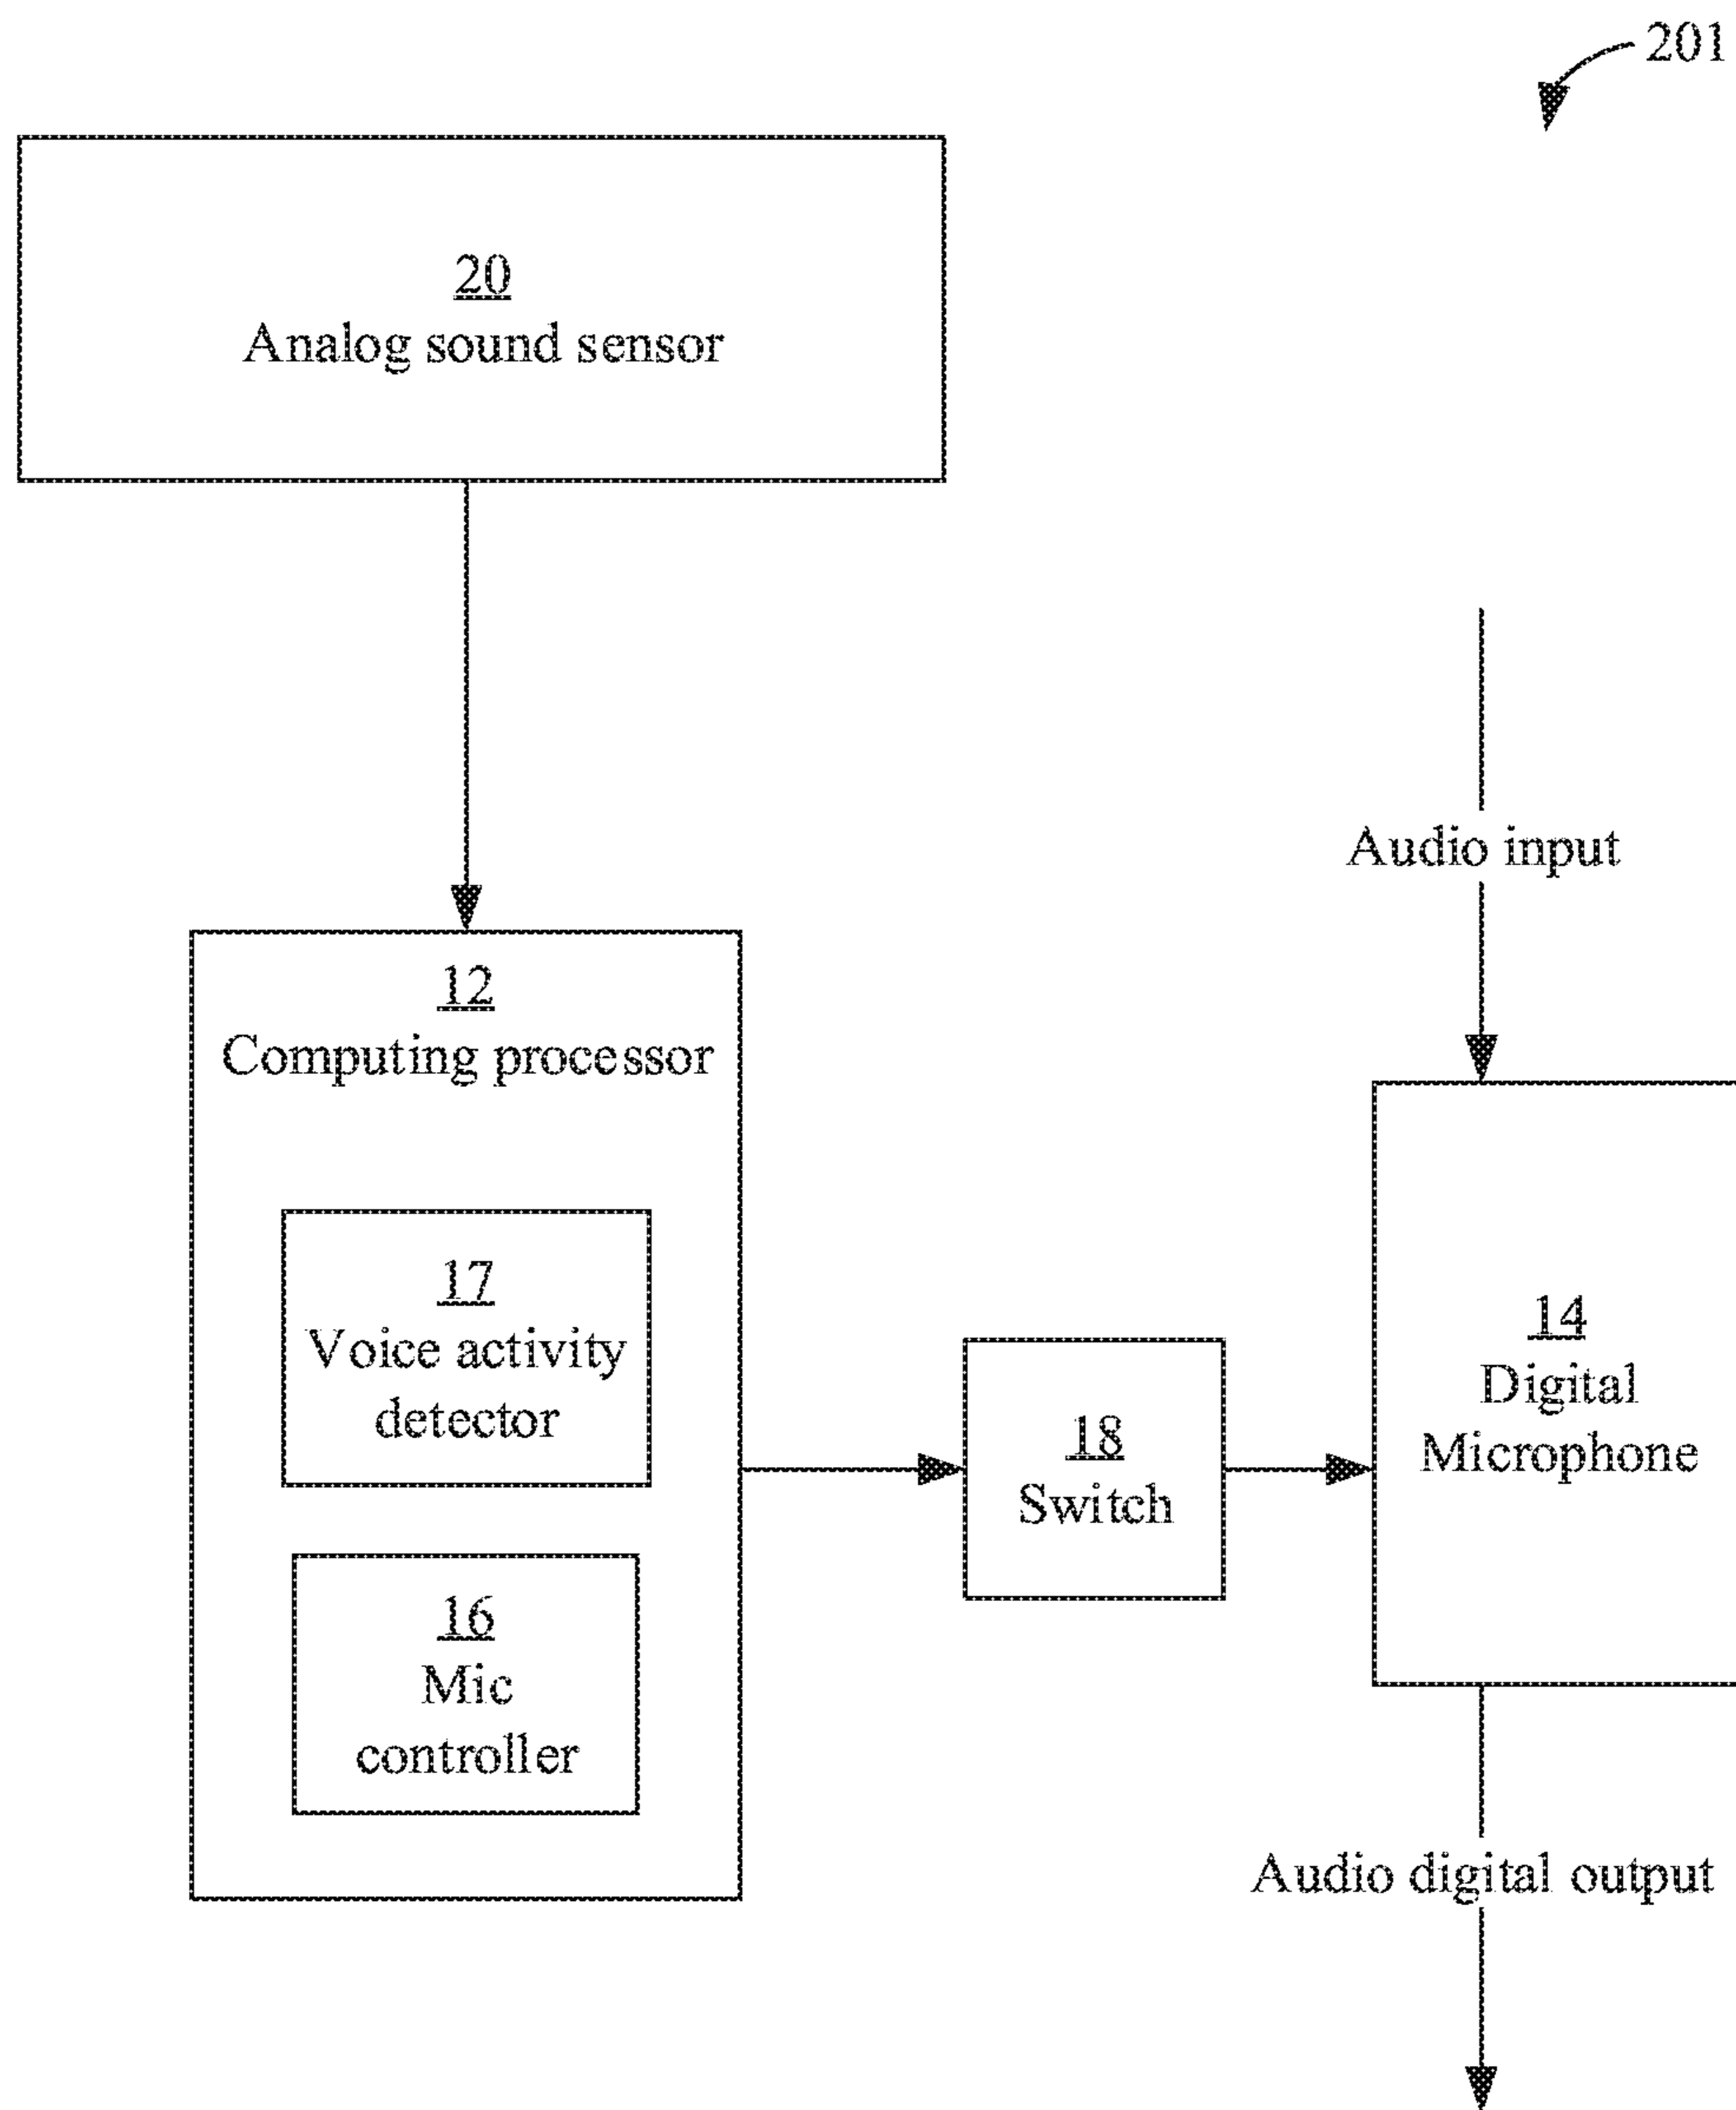 201
20
Analog sound sensor
Audio input
12
Computing processor
17
Voice activity
detector
14
Digital
Microphone
18
Switch
16
Mic
controller
Audio digital output